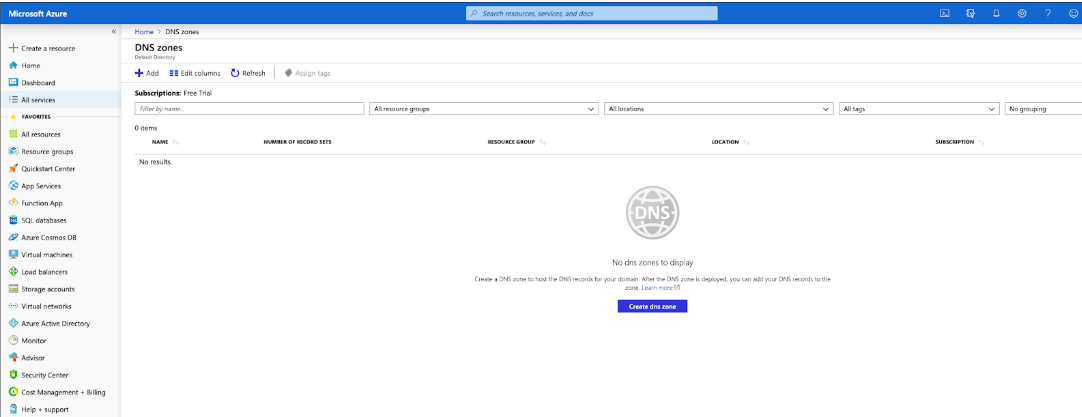 Microsoft Azure
Search resources, services, and docs
«
Create a resource
Home
Dashboard
All services
FAVORITES
All resources
Resource groups
Quickstart Center
App Services
Function App
SQL databases
Azure Cosmos DB
Virtual machines
Load balancers
Storage accounts
Virtual networks
Azure Active Directory
Monitor
Advisor
Security Center
Cost Management + Billing
Help + support
Home > DNS zones
DNS zones
Default Directory
Add Edit columns Refresh Assign tags
Subscriptions: Free Trial
Filter by name... All resource groups All locations All tags No grouping
0 items
NAME NUMBER OF RECORD SETS RESOURCE GROUP LOCATION SUBSCRIPTION
No results.
DNS
No dns zones to display
Create a DNS zone to host the DNS records for your domain. After the DNS zone is deployed, you can add your DNS records to the
zone. Learn more
Create dns zone